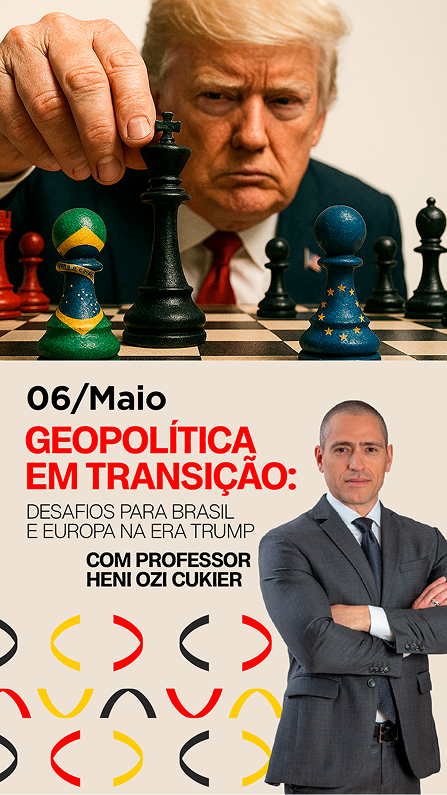 06/Maio
GEOPOLÍTICA
EM TRANSIÇÃO:
DESAFIOS PARA BRASIL
E EUROPA NA ERA TRUMP
COM PROFESSOR
HENI OZI CUKIER